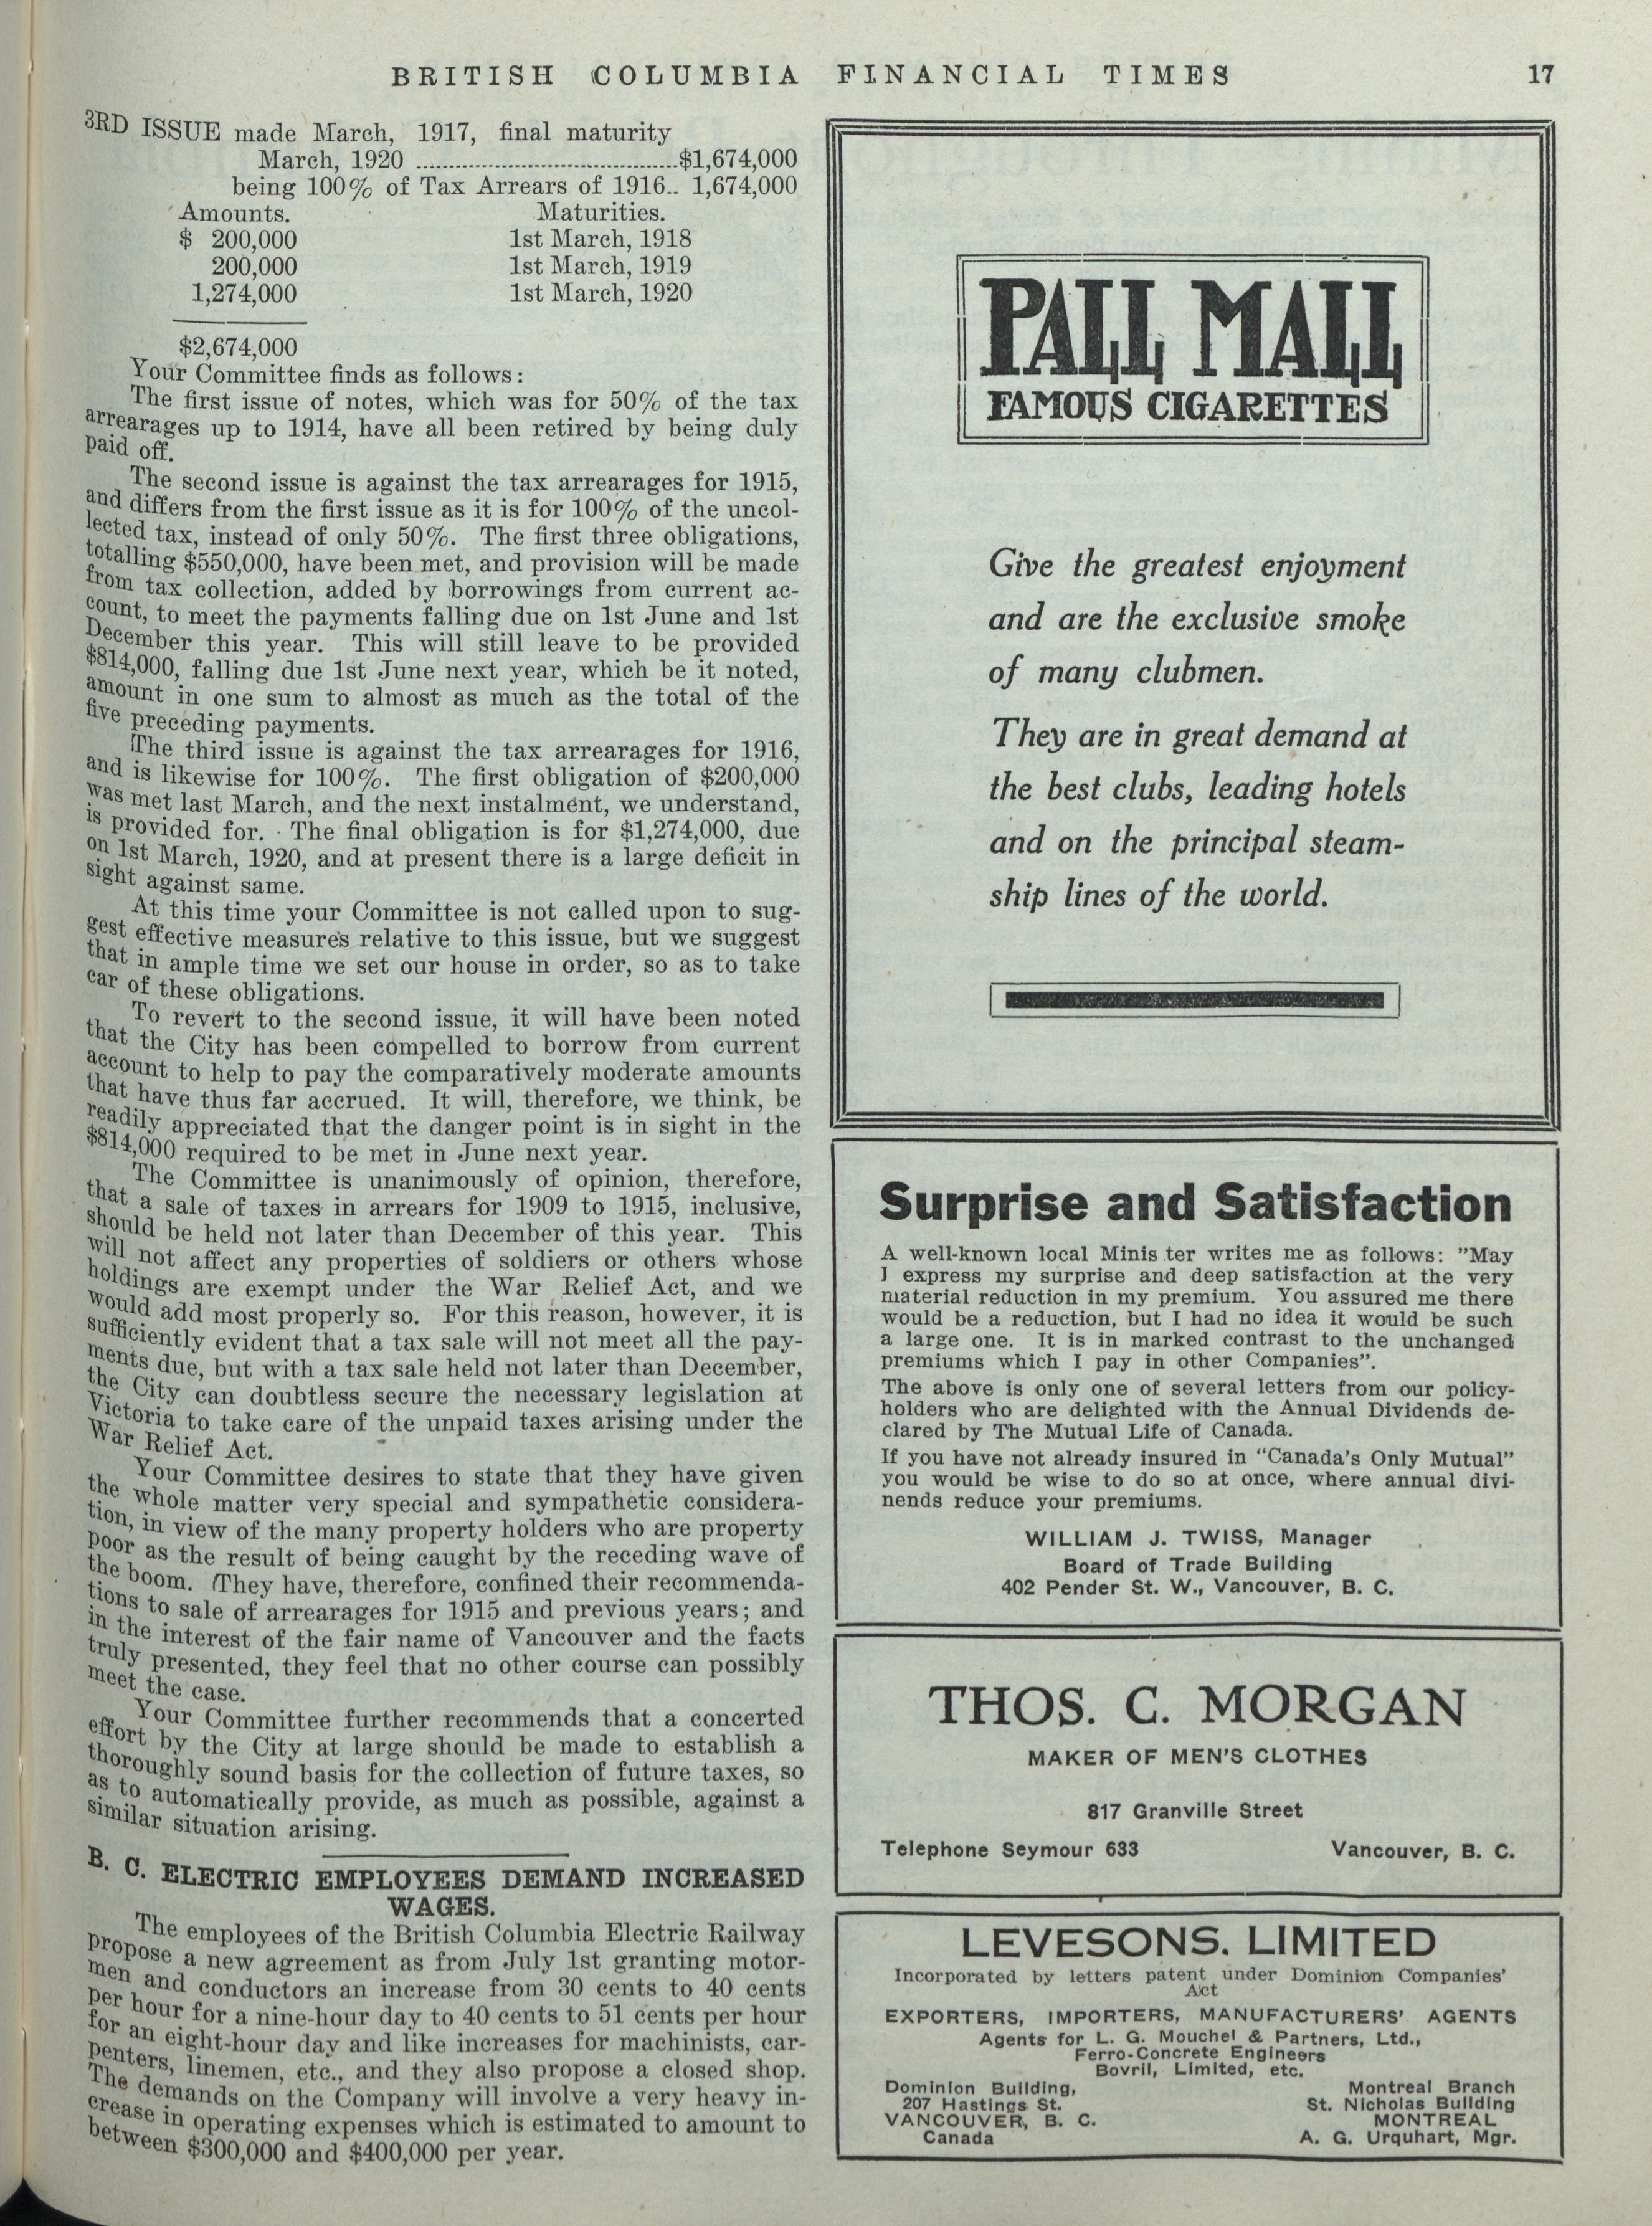 BRITISH COLUMBIA FINANCIAL TIMES 17
3RD ISSUE made March, 1917, final maturity
March, 1920 ........................................$1,674,000
being 100% of Tax Arrears of 1916.. 1,674,000
Amounts. Maturities.
$ 200,000 1st March, 1918
200,000 1st March, 1919
1,274,000 1st March, 1920
$2,674,000
Your Committee finds as follows:
The first issue of notes, which was for 50% of the tax
arrearages up to 1914, have all been retired by being duly
paid off.
The second issue is against the tax arrearages for 1915,
and differs from the first issue as it is for 100% of the uncol-
lected tax, instead of only 50%. The first three obligations,
totalling $550,000, have been met, and provision will be made
from tax collection, added by borrowings from current ac-
count, to meet the payments falling due on 1st June and 1st
December this year. This will still leave to be provided
$814,000, falling due 1st June next year, which be it noted,
amount in one sum to almost as much as the total of the
five preceding payments.
The third issue is against the tax arrearages for 1916,
and is likewise for 100%. The first obligation of $200,000
was met last March, and the next instalment, we understand,
is provided for. The final obligation is for $1,274,000, due
on 1st March, 1920, and at present there is a large deficit in
sight against same.
At this time your Committee is not called upon to sug-
gest effective measures relative to this issue, but we suggest
that in ample time we set our house in order, so as to take
car of these obligations.
To revert to the second issue, it will have been noted
that the City has been compelled to borrow from current
account to help to pay the comparatively moderate amounts
that have thus far accrued. It will, therefore, we think, be
readily appreciated that the danger point is in sight in the
$814,000 required to be met in June next year.
The Committee is unanimously of opinion, therefore,
that a sale of taxes in arrears for 1909 to 1915, inclusive,
should be held not later than December of this year. This
will not affect any properties of soldiers or others whose
holdings are exempt under the War Relief Act, and we
would add most properly so. For this reason, however, it is
sufficiently evident that a tax sale will not meet all the pay-
ments due, but with a tax sale held not later than December,
the City can doubtless secure the necessary legislation at
Victoria to take care of the unpaid taxes arising under the
War Relief Act.
Your Committee desires to state that they have given
the whole matter very special and sympathetic considera-
tion, in view of the many property holders who are property
poor as the result of being caught by the receding wave of
the boom. They have, therefore, confined their recommenda-
tions to sale of arrearages for 1915 and previous years; and
in the interest of the fair name of Vancouver and the facts
truly presented, they feel that no other course can possibly
meet the case.
Your Committee further recommends that a concerted
effort by the City at large should be made to establish a
thoroughly sound basis for the collection of future taxes, so
as to automatically provide, as much as possible, against a
similar situation arising.
B. C. ELECTRIC EMPLOYEES DEMAND INCREASED
WAGES.
The employees of the British Columbia Electric Railway
propose a new agreement as from July 1st granting motor-
men and conductors an increase from 30 cents to 40 cents
per hour for a nine-hour day to 40 cents to 51 cents per hour
for an eight-hour day and like increases for machinists, car-
penters, linemen, etc., and they also propose a closed shop.
The demands on the Company will involve a very heavy in-
crease in operating expenses which is estimated to amount to
between $300,000 and $400,000 per year.
PALL MALL
FAMOUS CIGARETTES
Give the greatest enjoyment
and are the exclusive smoke
of many clubmen.
They are in great demand at
the best clubs, leading hotels
and on the principal steam-
ship lines of the world.
Surprise and Satisfaction
A well-known local Minis ter writes me as follows: "May
I express my surprise and deep satisfaction at the very
material reduction in my premium. You assured me there
would be a reduction, but I had no idea it would be such
a large one. It is in marked contrast to the unchanged
premiums which I pay in other Companies".
The above is only one of several letters from our policy-
holders who are delighted with the Annual Dividends de-
clared by The Mutual Life of Canada.
If you have not already insured in "Canada's Only Mutual"
you would be wise to do so at once, where annual divi-
nends reduce your premiums.
WILLIAM J. TWISS, Manager
Board of Trade Building
402 Pender St. W., Vancouver, B. C.
THOS. C. MORGAN
MAKER OF MEN'S CLOTHES
817 Granville Street
Telephone Seymour 633 Vancouver, B. C.
LEVESONS. LIMITED
Incorporated by letters patent under Dominion Companies'
Act
EXPORTERS, IMPORTERS, MANUFACTURERS' AGENTS
Agents for L. G. Mouchel & Partners, Ltd.,
Ferro-Concrete Engineers
Bovril, Limited, etc.
Dominion Building, Montreal Branch
207 Hastings St. St. Nicholas Building
VANCOUVER, B. C. MONTREAL
Canada A. G. Urquhart, Mgr.